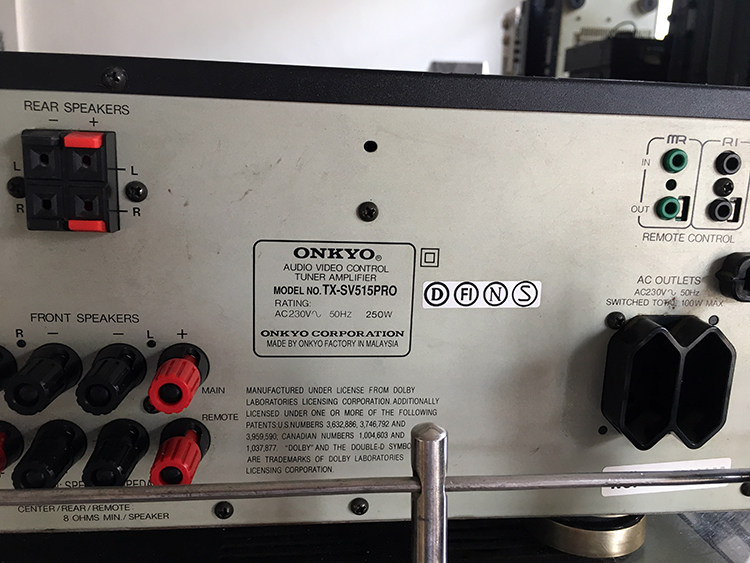 REAR SPEAKERS
− +
L L
R R
ONKYO®
AUDIO VIDEO CONTROL
TUNER AMPLIFIER
MODEL NO. TX-SV515PRO
RATING:
AC230V∿ 50Hz 250W
ONKYO CORPORATION
MADE BY ONKYO FACTORY IN MALAYSIA
D FI N S
MR RI
IN
OUT
REMOTE CONTROL
AC OUTLETS
AC230V∿ 50Hz
SWITCHED TOTAL 100W MAX
FRONT SPEAKERS
R − − L +
MAIN
REMOTE
MANUFACTURED UNDER LICENSE FROM DOLBY
LABORATORIES LICENSING CORPORATION ADDITIONALLY
LICENSED UNDER ONE OR MORE OF THE FOLLOWING
PATENTS:U.S.NUMBERS 3,632,886, 3,746,792 AND
3,959,590; CANADIAN NUMBERS 1,004,603 AND
1,037,877. "DOLBY" AND THE DOUBLE-D SYMBO
ARE TRADEMARKS OF DOLBY LABORATORIES
LICENSING CORPORATION.
CENTER/REAR/REMOTE
8 OHMS MIN./SPEAKER